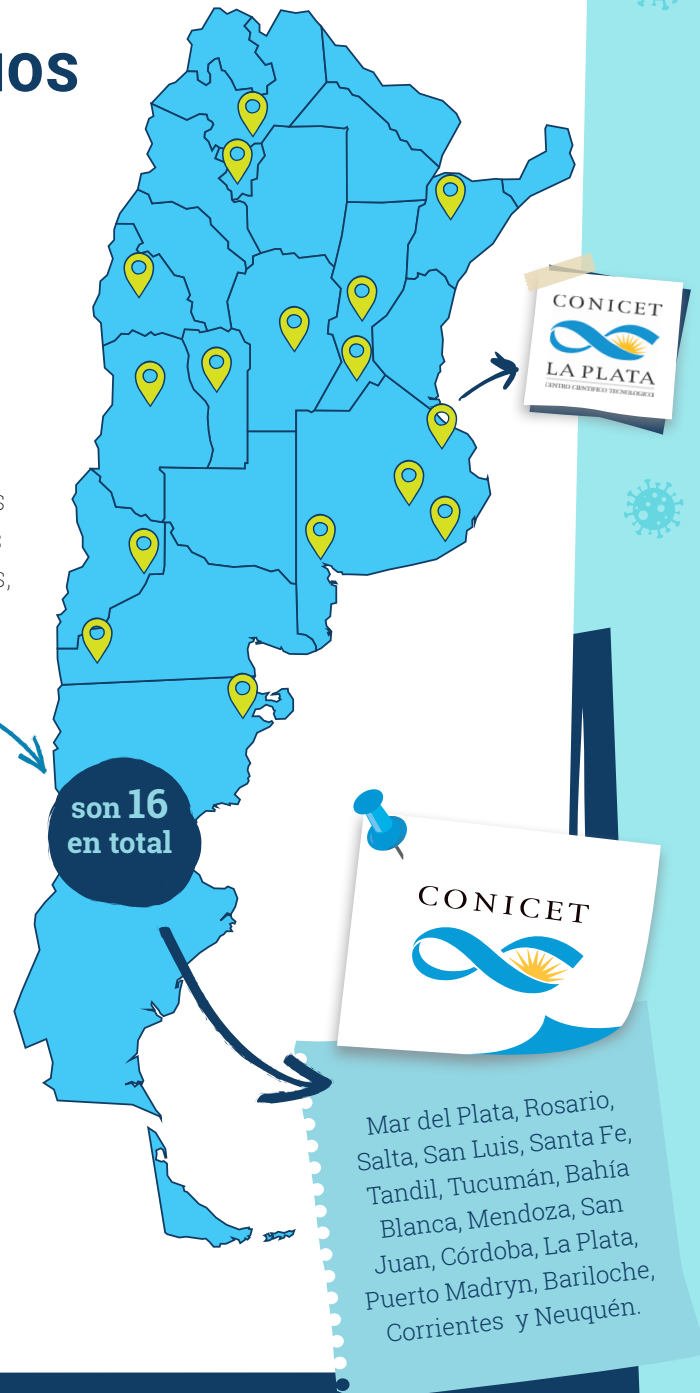 CONICET
LA PLATA
CENTRO CIENTÍFICO TECNOLÓGICO
s,
son 16
en total
CONICET
Mar del Plata, Rosario,
Salta, San Luis, Santa Fe,
Tandil, Tucumán, Bahía
Blanca, Mendoza, San
Juan, Córdoba, La Plata,
Puerto Madryn, Bariloche,
Corrientes y Neuquén.